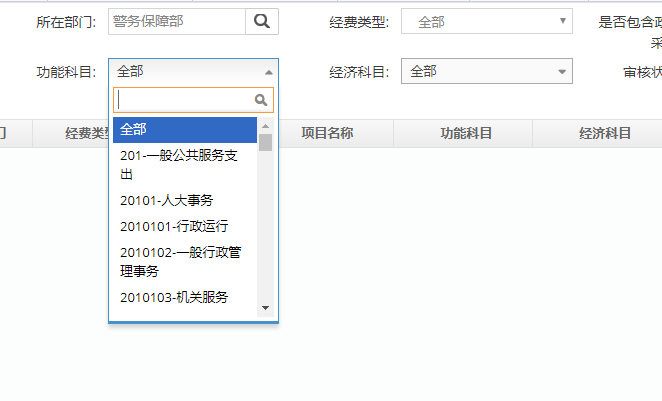 所在部门: 警务保障部 经费类型: 全部 是否包含政
采
功能科目: 全部 经济科目: 全部 审核状
门 经费类 项目名称 功能科目 经济科目
全部
201-一般公共服务支
出
20101-人大事务
2010101-行政运行
2010102-一般行政管
理事务
2010103-机关服务